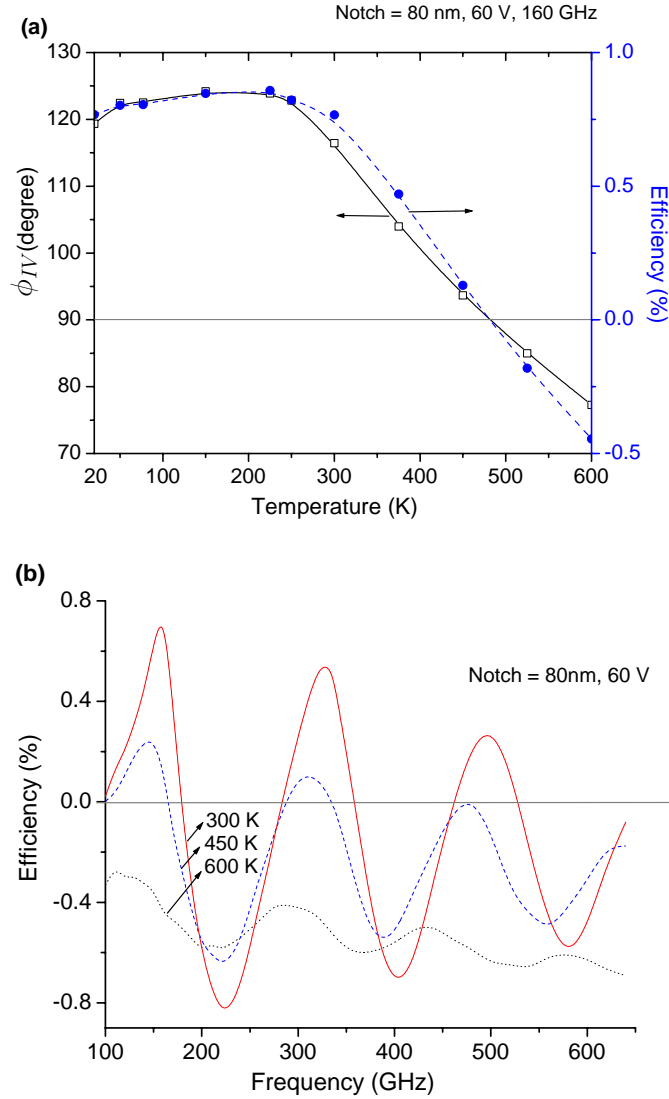 (a)
Notch = 80 nm, 60 V, 160 GHz
130
120
110
100
90
80
70
ϕIV (degree)
1.0
0.5
0.0
-0.5
Effficiency (%)
20 100 200 300 400 500 600
Temperature (K)
(b)
0.8
0.4
0.0
-0.4
-0.8
Efficiency (%)
Notch = 80nm, 60 V
300 K
450 K
600 K
100 200 300 400 500 600
Frequency (GHz)